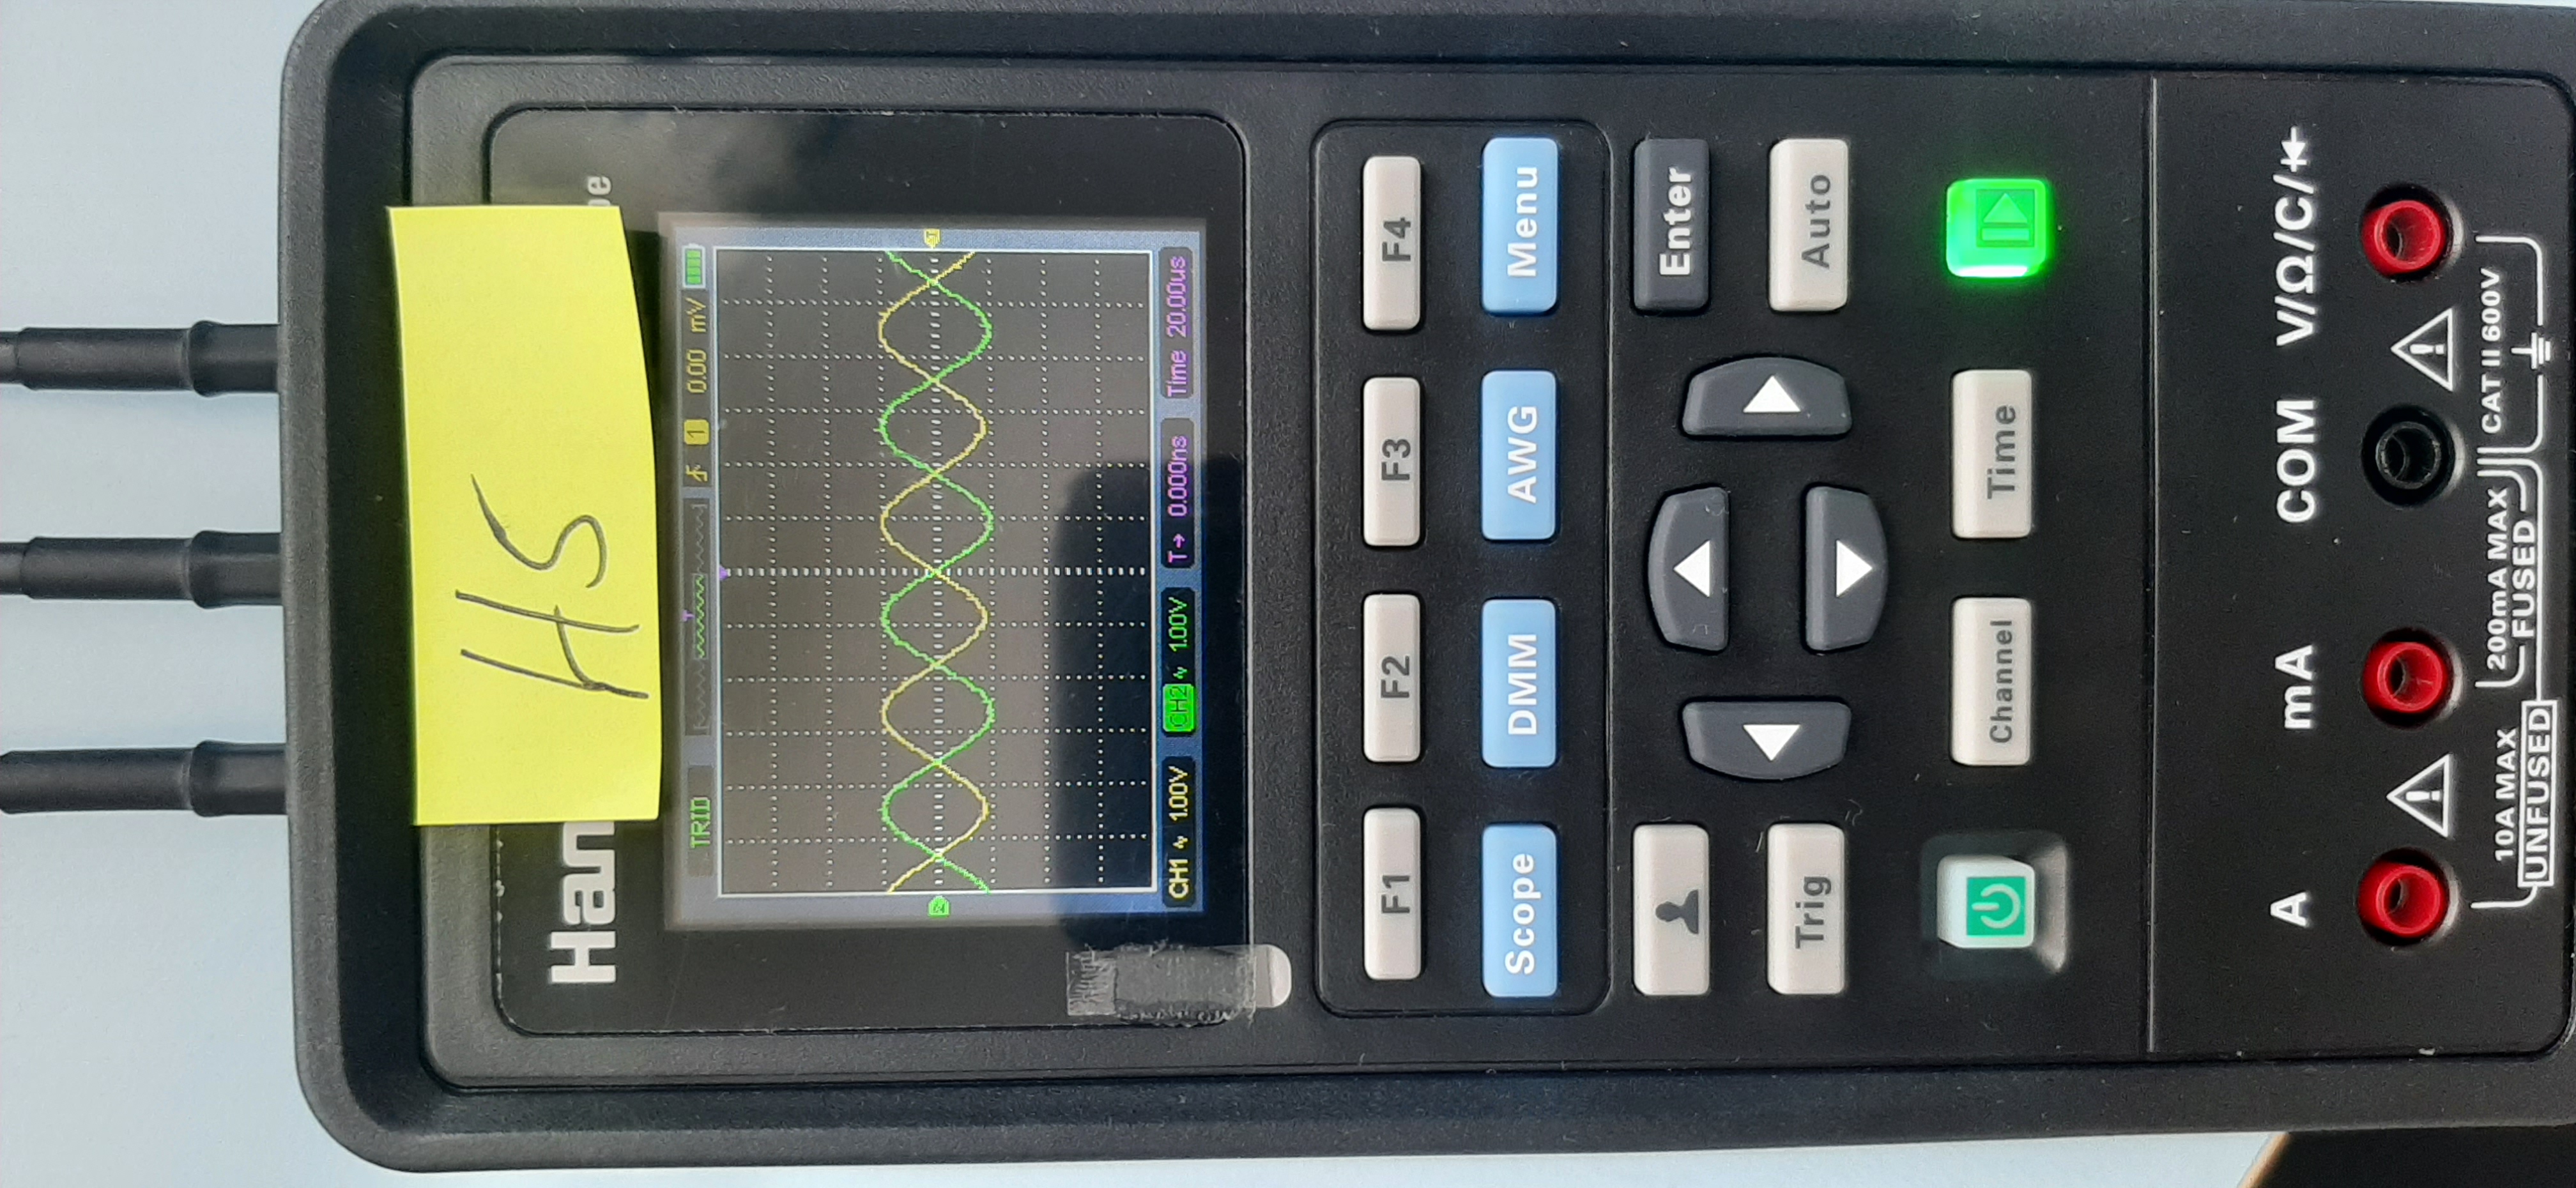 HS
Han
pe
TRID
1 0.00 mV
T
T
2
CH1 1.00V CH2 1.00V T→ 0.000ns Time 20.00us
F1 F2 F3 F4
Scope DMM AWG Menu
Enter
Trig Auto
Channel Time
A mA COM V/Ω/C/
10A MAX
UNFUSED
200mA MAX
FUSED
CAT II 600V